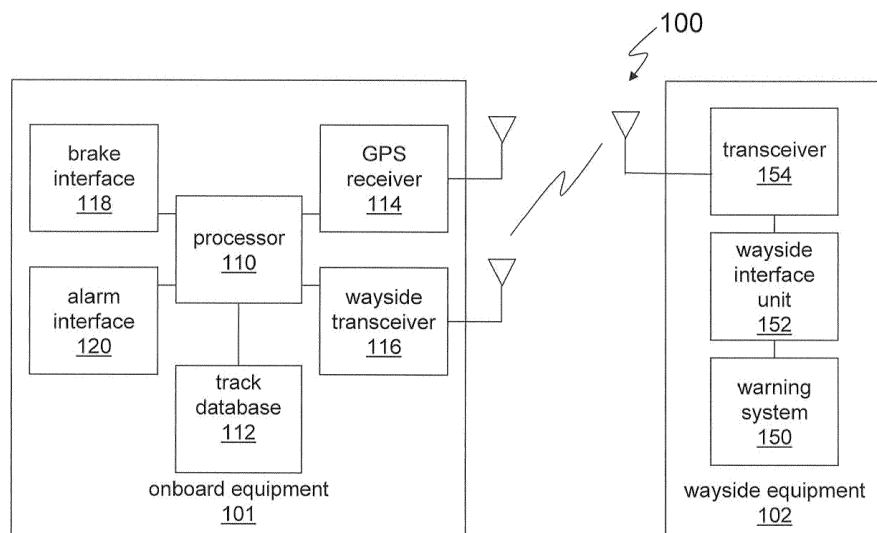 100
brake
interface
118
GPS
receiver
114
processor
110
alarm
interface
120
wayside
transceiver
116
track
database
112
onboard equipment
101
transceiver
154
wayside
interface
unit
152
warning
system
150
wayside equipment
102